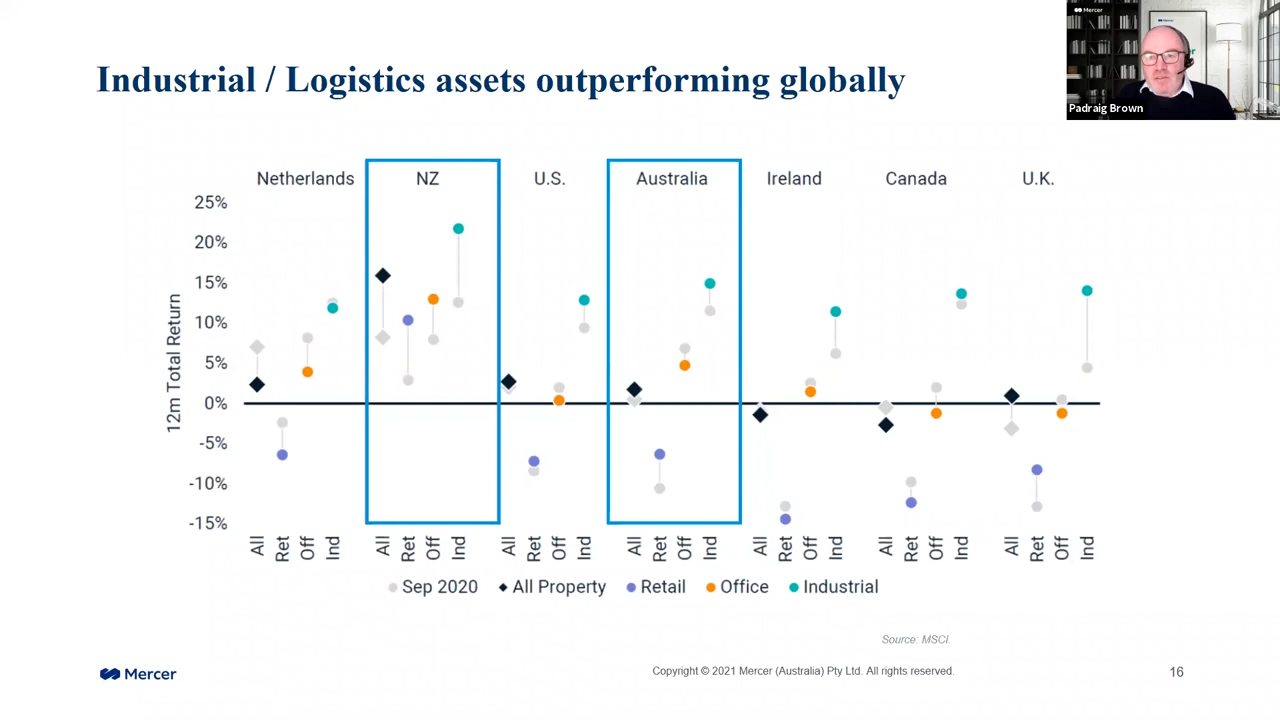 Mercer
Padraig Brown
Industrial / Logistics assets outperforming globally
Netherlands NZ U.S. Australia Ireland Canada U.K.
25%
20%
15%
10%
5%
0%
-5%
-10%
-15%
12m Total Return
All Ret Off Ind All Ret Off Ind All Ret Off Ind All Ret Off Ind All Ret Off Ind All Ret Off Ind All Ret Off Ind
Sep 2020 All Property Retail Office Industrial
Source: MSCI.
Mercer
Copyright © 2021 Mercer (Australia) Pty Ltd. All rights reserved.
16